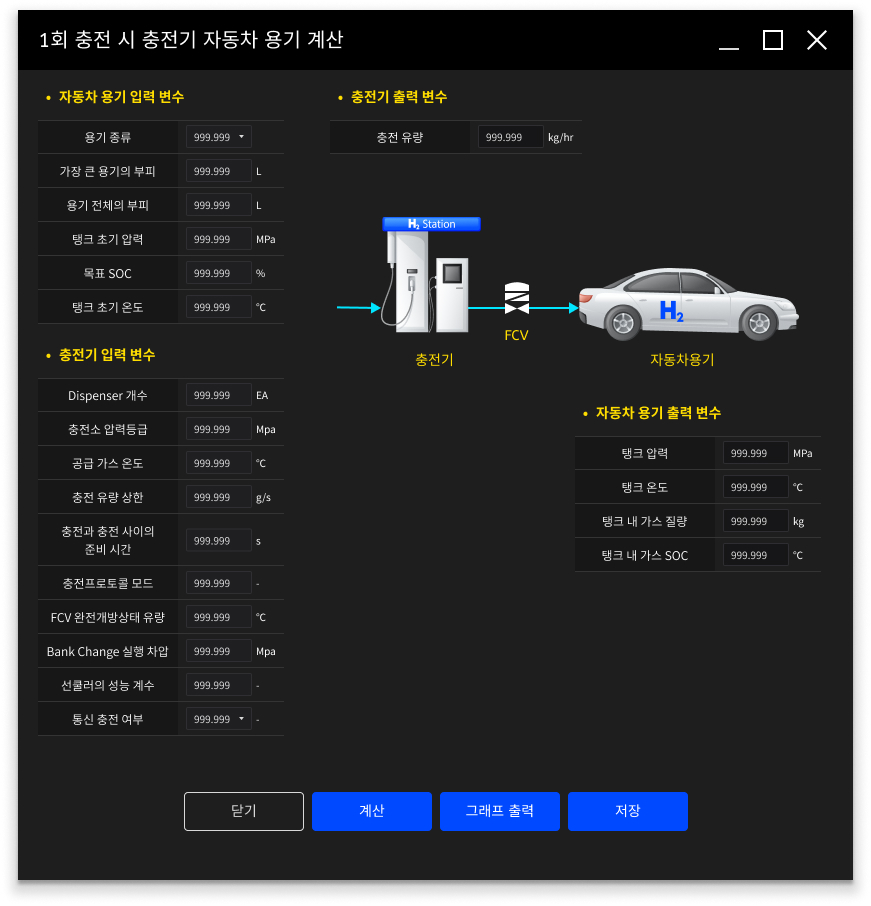 1회 충전 시 충전기 자동차 용기 계산
• 자동차 용기 입력 변수
용기 종류 999.999
가장 큰 용기의 부피 999.999 L
용기 전체의 부피 999.999 L
탱크 초기 압력 999.999 MPa
목표 SOC 999.999 %
탱크 초기 온도 999.999 ℃
• 충전기 입력 변수
Dispenser 개수 999.999 EA
충전소 압력등급 999.999 Mpa
공급 가스 온도 999.999 ℃
충전 유량 상한 999.999 g/s
충전과 충전 사이의
준비 시간 999.999 s
충전프로토콜 모드 999.999 -
FCV 완전개방상태 유량 999.999 ℃
Bank Change 실행 차압 999.999 Mpa
선쿨러의 성능 계수 999.999 -
통신 충전 여부 999.999 -
• 충전기 출력 변수
충전 유량 999.999 kg/hr
H₂ Station
H₂
FCV
충전기
자동차용기
• 자동차 용기 출력 변수
탱크 압력 999.999 MPa
탱크 온도 999.999 ℃
탱크 내 가스 질량 999.999 kg
탱크 내 가스 SOC 999.999 ℃
닫기 계산 그래프 출력 저장